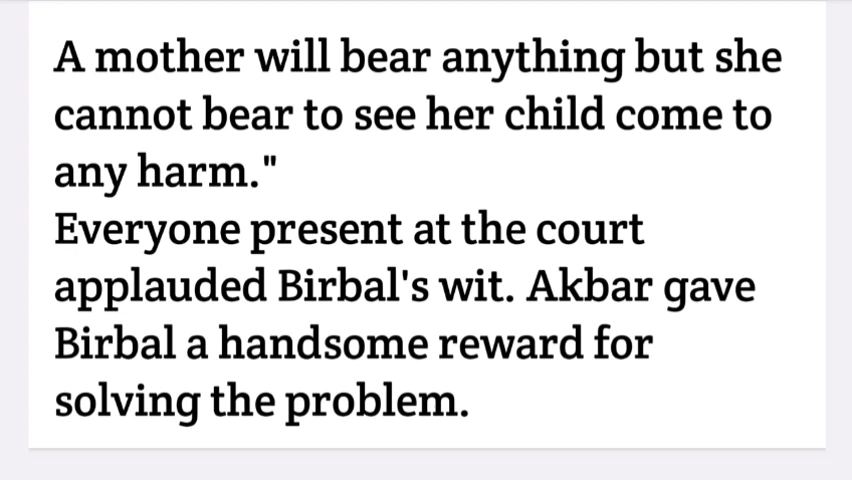 A mother will bear anything but she
cannot bear to see her child come to
any harm."
Everyone present at the court
applauded Birbal's wit. Akbar gave
Birbal a handsome reward for
solving the problem.